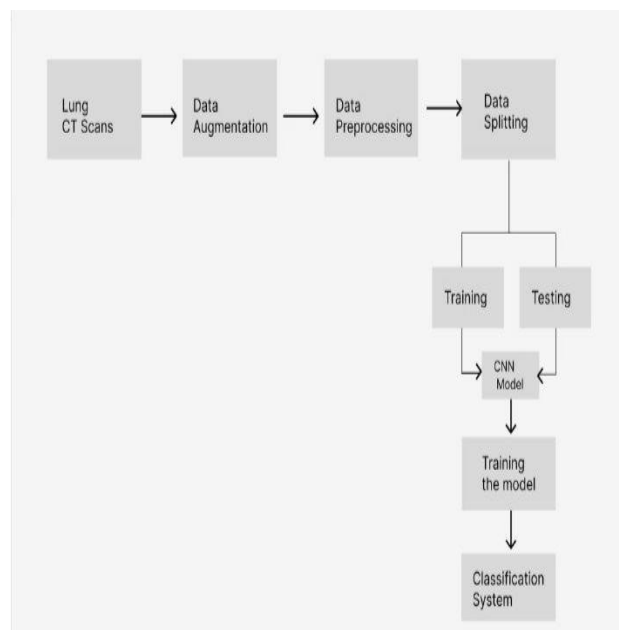 Lung
CT Scans
Data
Augmentation
Data
Preprocessing
Data
Splitting
Training
Testing
CNN
Model
Training
the model
Classification
System